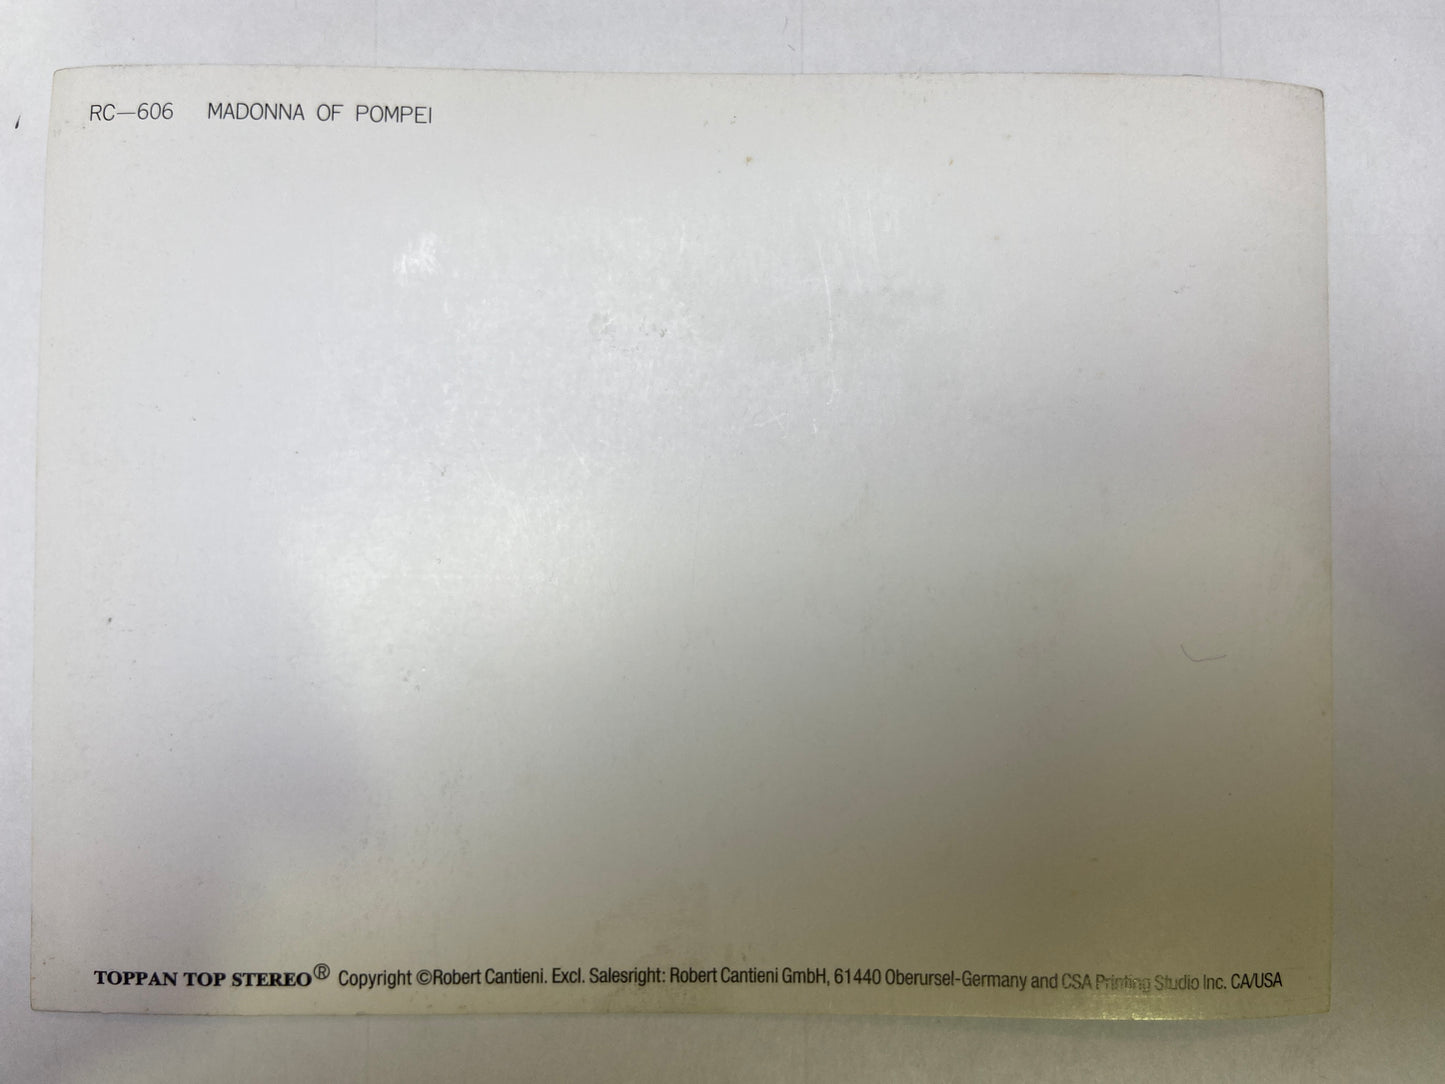 RC—606 MADONNA OF POMPEI
TOPPAN TOP STEREO® Copyright ©Robert Cantieni. Excl. Salesright: Robert Cantieni GmbH, 61440 Oberursel-Germany and CSA Printing Studio Inc. CA/USA